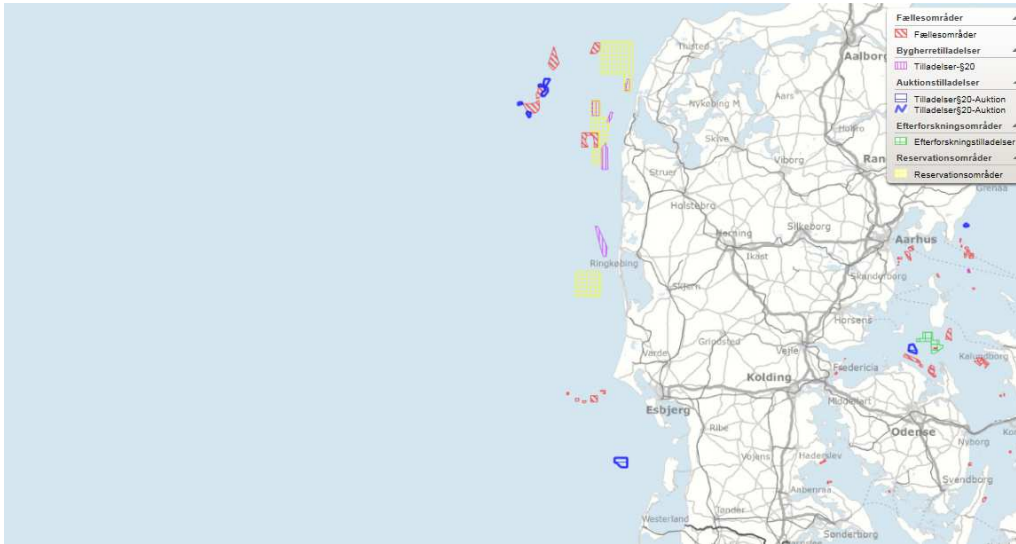 Fællesområder
Fællesområder
Bygherretilladelser
Tilladelser-§20
Auktionstilladelser
Tilladelser§20-Auktion
Tilladelser§20-Auktion
Efterforskningsområder
Efterforskningstilladelser
Reservationsområder
Reservationsområder
Thisted
Aalborg
Nykøbing M
Aars
Hobro
Skive
Viborg
Struer
Grenaa
Holstebro
Silkeborg
Herning
Aarhus
Ikast
Ringkøbing
Skanderborg
Skjern
Horsens
Grindsted
Varde
Vejle
Kalundborg
Fredericia
Kolding
Middelfart
Esbjerg
Ribe
Odense
Nyborg
Vojens
Haderslev
Svendborg
Aabenraa
Tønder
Westerland
Sønderborg